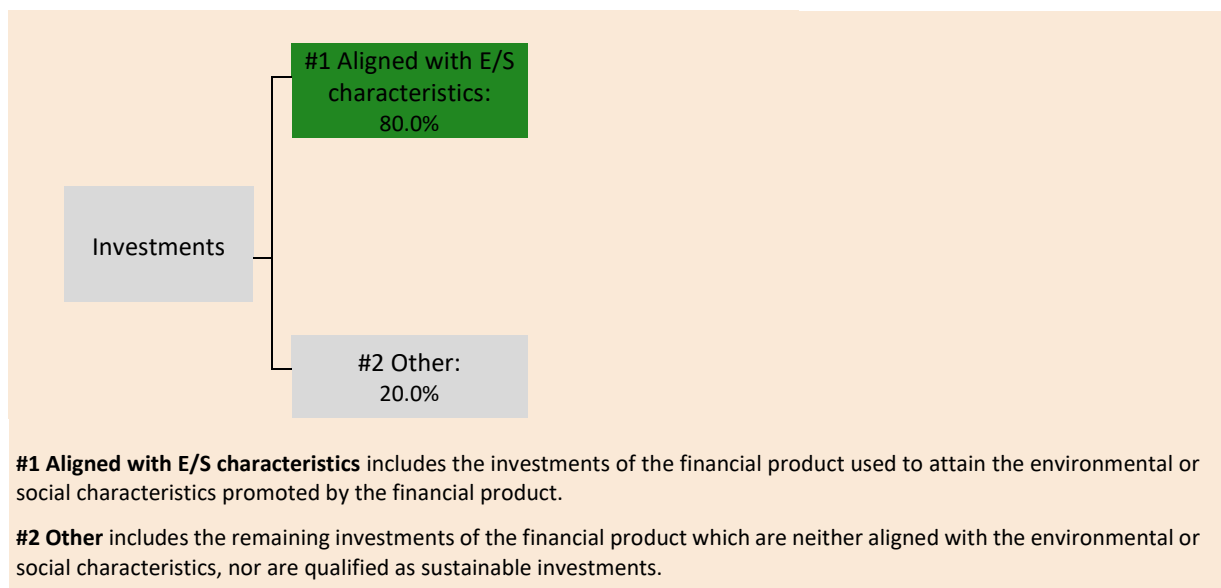 #1 Aligned with E/S
characteristics:
80.0%
Investments
#2 Other:
20.0%
#1 Aligned with E/S characteristics includes the investments of the financial product used to attain the environmental or
social characteristics promoted by the financial product.
#2 Other includes the remaining investments of the financial product which are neither aligned with the environmental or
social characteristics, nor are qualified as sustainable investments.